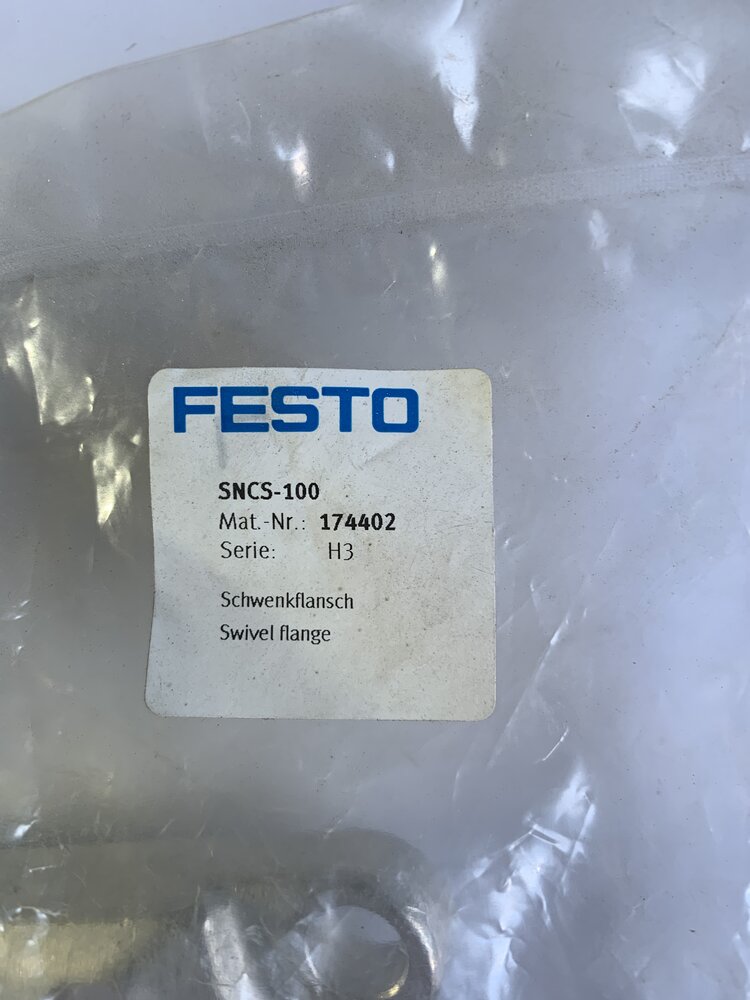 FESTO
SNCS-100
Mat.-Nr.: 174402
Serie: H3
Schwenkflansch
Swivel flange